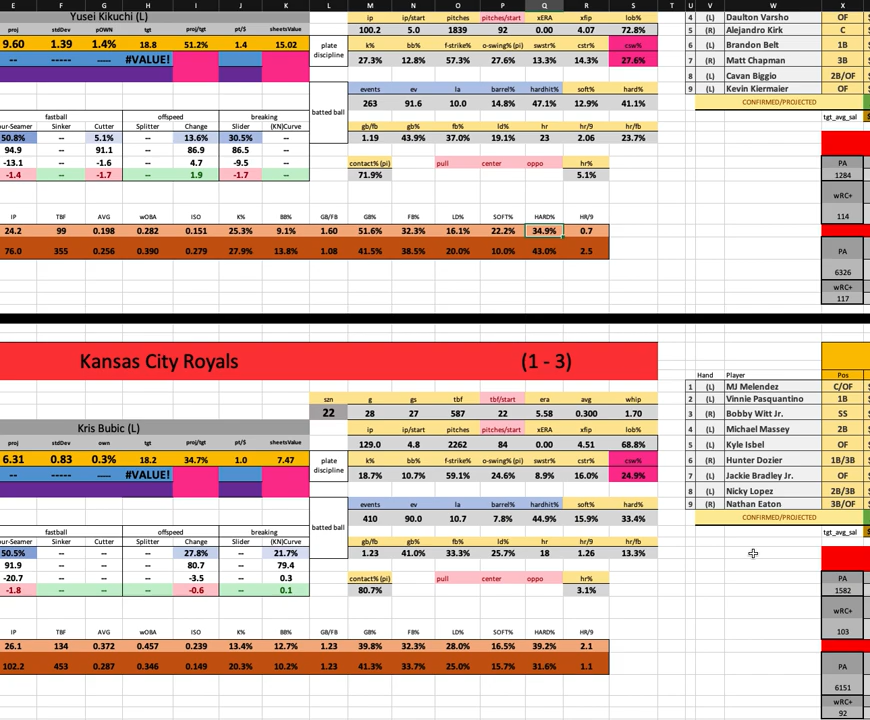 E F G H I J K L M N O P Q R S T U V W X
Yusei Kikuchi (L) ip ip/start pitches pitches/start xERA xfip lob% 4 (L) Daulton Varsho OF
proj stdDev pOWN tgt proj/tgt pt/$ sheetsValue 100.2 5.0 1839 92 0.00 4.07 72.8% 5 (R) Alejandro Kirk C
9.60 1.39 1.4% 18.8 51.2% 1.4 15.02 plate discipline k% bb% f-strike% o-swing% (pi) swstr% cstr% csw% 6 (L) Brandon Belt 1B
-- ----- ----- #VALUE! 27.3% 12.8% 57.3% 27.6% 13.3% 14.3% 27.6% 7 (R) Matt Chapman 3B
8 (L) Cavan Biggio 2B/OF
batted ball events ev la barrel% hardhit% soft% hard% 9 (L) Kevin Kiermaier OF
263 91.6 10.0 14.8% 47.1% 12.9% 41.1% CONFIRMED/PROJECTED
fastball offspeed breaking tgt_avg_sal
our-Seamer Sinker Cutter Splitter Change Slider (KN)Curve gb/fb gb% fb% ld% hr hr/9 hr/fb
50.8% -- 5.1% -- 13.6% 30.5% -- 1.19 43.9% 37.0% 19.1% 23 2.06 23.7%
94.9 -- 91.1 -- 86.9 86.5 --
-13.1 -- -1.6 -- 4.7 -9.5 -- contact% (pi) pull center oppo hr% PA
-1.4 -- -1.7 -- 1.9 -1.7 -- 71.9% 5.1% 1284
wRC+
IP TBF AVG wOBA ISO K% BB% GB/FB GB% FB% LD% SOFT% HARD% HR/9 114
24.2 99 0.198 0.282 0.151 25.3% 9.1% 1.60 51.6% 32.3% 16.1% 22.2% 34.9% 0.7
76.0 355 0.256 0.390 0.279 27.9% 13.8% 1.08 41.5% 38.5% 20.0% 10.0% 43.0% 2.5 PA
6326
wRC+
117
Kansas City Royals (1 - 3)
Hand Player Pos
1 (L) MJ Melendez C/OF
szn g gs tbf tbf/start era avg whip 2 (L) Vinnie Pasquantino 1B
22 28 27 587 22 5.58 0.300 1.70 3 (R) Bobby Witt Jr. SS
Kris Bubic (L) ip ip/start pitches pitches/start xERA xfip lob% 4 (L) Michael Massey 2B
proj stdDev own tgt proj/tgt pt/$ sheetsValue 129.0 4.8 2262 84 0.00 4.51 68.8% 5 (L) Kyle Isbel OF
6.31 0.83 0.3% 18.2 34.7% 1.0 7.47 plate discipline k% bb% f-strike% o-swing% (pi) swstr% cstr% csw% 6 (R) Hunter Dozier 1B/3B
-- ----- ----- #VALUE! 18.7% 10.7% 59.1% 24.6% 8.9% 16.0% 24.9% 7 (L) Jackie Bradley Jr. OF
8 (L) Nicky Lopez 2B/3B
batted ball events ev la barrel% hardhit% soft% hard% 9 (R) Nathan Eaton 3B/OF
410 90.0 10.7 7.8% 44.9% 15.9% 33.4% CONFIRMED/PROJECTED
fastball offspeed breaking tgt_avg_sal
our-Seamer Sinker Cutter Splitter Change Slider (KN)Curve gb/fb gb% fb% ld% hr hr/9 hr/fb
50.5% -- -- -- 27.8% -- 21.7% 1.23 41.0% 33.3% 25.7% 18 1.26 13.3%
91.9 -- -- -- 80.7 -- 79.4
-20.7 -- -- -- -3.5 -- 0.3 contact% (pi) pull center oppo hr% PA
-1.8 -- -- -- -0.6 -- 0.1 80.7% 3.1% 1582
wRC+
IP TBF AVG wOBA ISO K% BB% GB/FB GB% FB% LD% SOFT% HARD% HR/9 103
26.1 134 0.372 0.457 0.239 13.4% 12.7% 1.23 39.8% 32.3% 28.0% 16.5% 39.2% 2.1
102.2 453 0.287 0.346 0.149 20.3% 10.2% 1.23 41.3% 33.7% 25.0% 15.7% 31.6% 1.1 PA
6151
wRC+
92